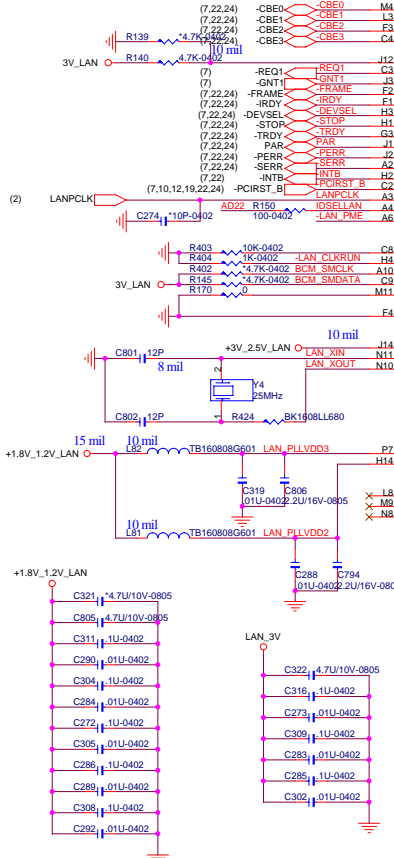 (7,22,24) -CBE0 -CBE0 M4
(7,22,24) -CBE1 -CBE1 L3
(7,22,24) -CBE2 -CBE2 F3
(7,22,24) -CBE3 -CBE3 C4
R139 *4.7K-0402
10 mil
3V_LAN R140 4.7K-0402 J12
(7) -REQ1 -REQ1 C3
(7) -GNT1 -GNT1 J3
(7,22,24) -FRAME -FRAME F2
(7,22,24) -IRDY -IRDY F1
(7,22,24) -DEVSEL -DEVSEL H3
(7,22,24) -STOP -STOP H1
(7,22,24) -TRDY -TRDY G3
(7,22,24) PAR PAR J1
(7,22,24) -PERR -PERR J2
(7,22,24) -SERR -SERR A2
(7,22) -INTB -INTB H2
(7,10,12,19,22,24) -PCIRST_B -PCIRST_B C2
(2) LANPCLK LANPCLK A3
AD22 R150 IDSELLAN A4
C274 *10P-0402 100-0402 -LAN_PME A6
R403 10K-0402 C8
R404 1K-0402 -LAN_CLKRUN H4
R402 *4.7K-0402 BCM_SMCLK A10
3V_LAN R145 *4.7K-0402 BCM_SMDATA C9
R170 0 M11
F4
10 mil
+3V_2.5V_LAN J14
C801 12P LAN_XIN N11
8 mil LAN_XOUT N10
2
Y4
25MHz
1
C802 12P R424 BK1608LL680
15 mil 10 mil
+1.8V_1.2V_LAN L82 TB160808G601 LAN_PLLVDD3 P7
H14
C319 C806
.01U-0402 2.2U/16V-0805
L8
M9
N8
10 mil
L81 TB160808G601 LAN_PLLVDD2
C288 C794
.01U-0402 2.2U/16V-080
+1.8V_1.2V_LAN
C321 *4.7U/10V-0805
C805 4.7U/10V-0805
C311 .1U-0402
C290 .01U-0402
C304 .1U-0402
C284 .01U-0402
C272 .1U-0402
C305 .01U-0402
C286 .1U-0402
C289 .01U-0402
C308 .1U-0402
C292 .01U-0402
LAN_3V
C322 4.7U/10V-0805
C316 .1U-0402
C273 .01U-0402
C309 .1U-0402
C283 .01U-0402
C285 .1U-0402
C302 .01U-0402